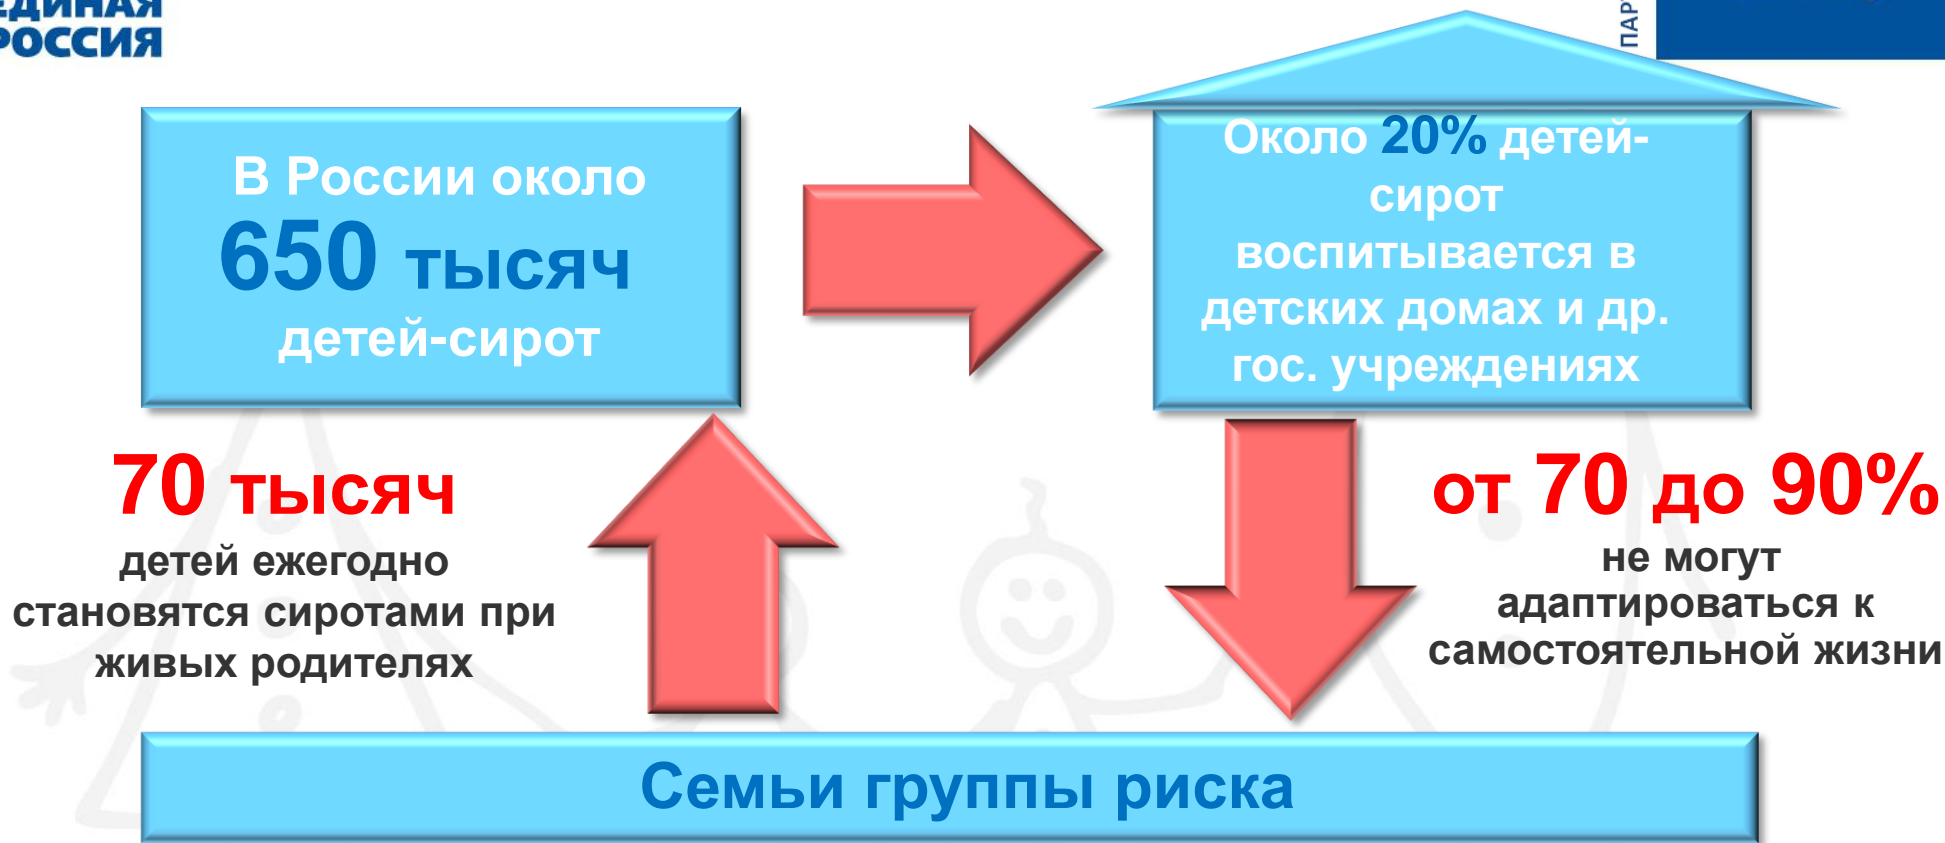 ЕДИНАЯ
РОССИЯ
В России около
650 тысяч
детей-сирот
Около 20% детей-
сирот
воспитывается в
детских домах и др.
гос. учреждениях
70 тысяч
детей ежегодно
становятся сиротами при
живых родителях
от 70 до 90%
не могут
адаптироваться к
самостоятельной жизни
Семьи группы риска